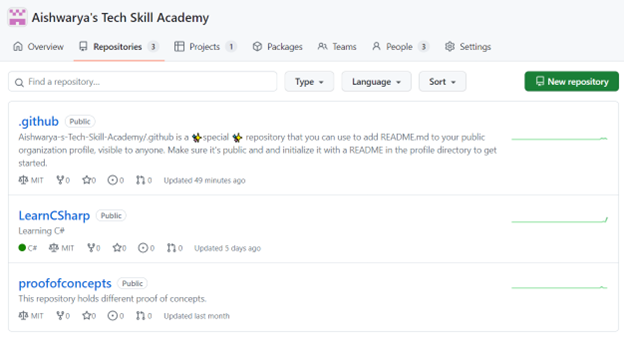 Aishwarya's Tech Skill Academy
Overview Repositories 3 Projects 1 Packages Teams People 3 Settings
Find a repository... Type Language Sort New repository
.github Public
Aishwarya-s-Tech-Skill-Academy/.github is a ✨special ✨ repository that you can use to add README.md to your public
organization profile, visible to anyone. Make sure it's public and and initialize it with a README in the profile directory to get
started.
MIT 0 0 0 0 Updated 49 minutes ago
LearnCSharp Public
Learning C#
C# MIT 0 0 0 0 Updated 5 days ago
proofofconcepts Public
This repository holds different proof of concepts.
MIT 0 0 0 0 Updated last month